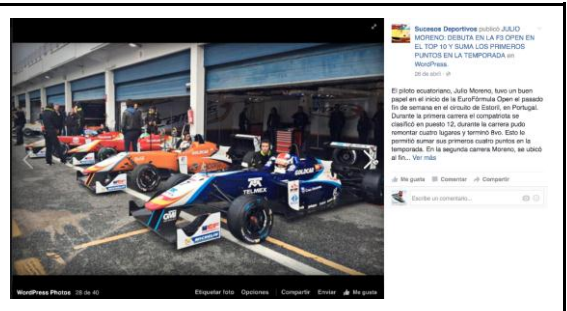 Sucesos Deportivos publicó JULIO
MORENO: DEBUTA EN LA F3 OPEN EN
EL TOP 10 Y SUMA LOS PRIMEROS
PUNTOS EN LA TEMPORADA en
WordPress.
28 de abril
El piloto ecuatoriano, Julio Moreno, tuvo un buen
papel en el inicio de la EuroFórmula Open el pasado
fin de semana en el circuito de Estoril, en Portugal.
Durante la primera carrera el compatriota se
clasificó en puesto 12, durante la carrera pudo
remontar cuatro lugares y terminó 8vo. Esto le
permitió sumar sus primeros cuatro puntos en la
temporada. En la segunda carrera Moreno, se ubicó
al fin... Ver más
Me gusta Comentar Compartir
Escribe un comentario...
GOLDCAR
GOLDCAR
TELMEX
MICHELIN
WordPress Photos 28 de 40
Etiquetar foto Opciones Compartir Enviar Me gusta